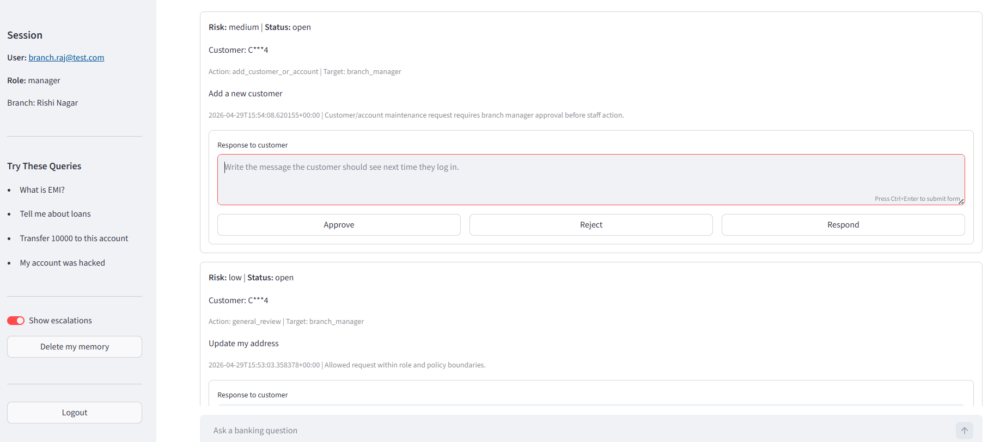 Session
User: branch.raj@test.com
Role: manager
Branch: Rishi Nagar
Try These Queries
What is EMI?
Tell me about loans
Transfer 10000 to this account
My account was hacked
Show escalations
Delete my memory
Logout
Risk: medium | Status: open
Customer: C***4
Action: add_customer_or_account | Target: branch_manager
Add a new customer
2026-04-29T15:54:08.620155+00:00 | Customer/account maintenance request requires branch manager approval before staff action.
Response to customer
Write the message the customer should see next time they log in.
Press Ctrl+Enter to submit form
Approve
Reject
Respond
Risk: low | Status: open
Customer: C***4
Action: general_review | Target: branch_manager
Update my address
2026-04-29T15:53:03.358378+00:00 | Allowed request within role and policy boundaries.
Response to customer
Ask a banking question